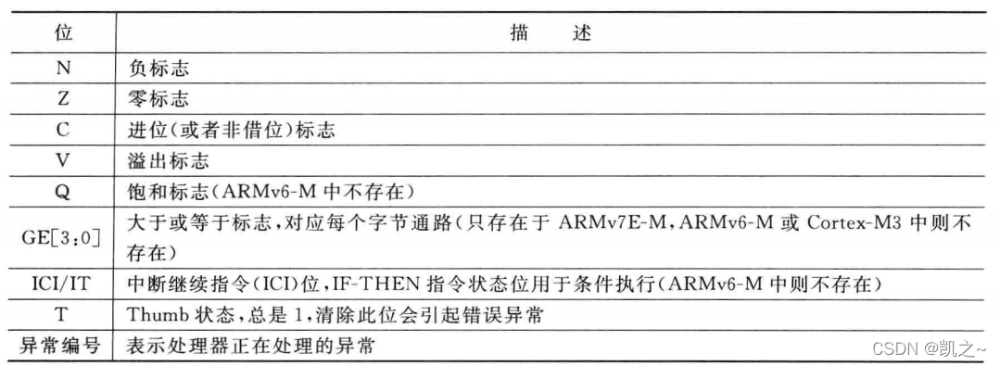 位 描 述
N 负标志
Z 零标志
C 进位(或者非借位)标志
V 溢出标志
Q 饱和标志(ARMv6-M 中不存在)
GE[3:0] 大于或等于标志,对应每个字节通路(只存在于 ARMv7E-M,ARMv6-M 或 Cortex-M3 中则不
存在)
ICI/IT 中断继续指令(ICI)位,IF-THEN 指令状态位用于条件执行(ARMv6-M 中则不存在)
T Thumb 状态,总是 1,清除此位会引起错误异常
异常编号 表示处理器正在处理的异常
CSDN @凯之~